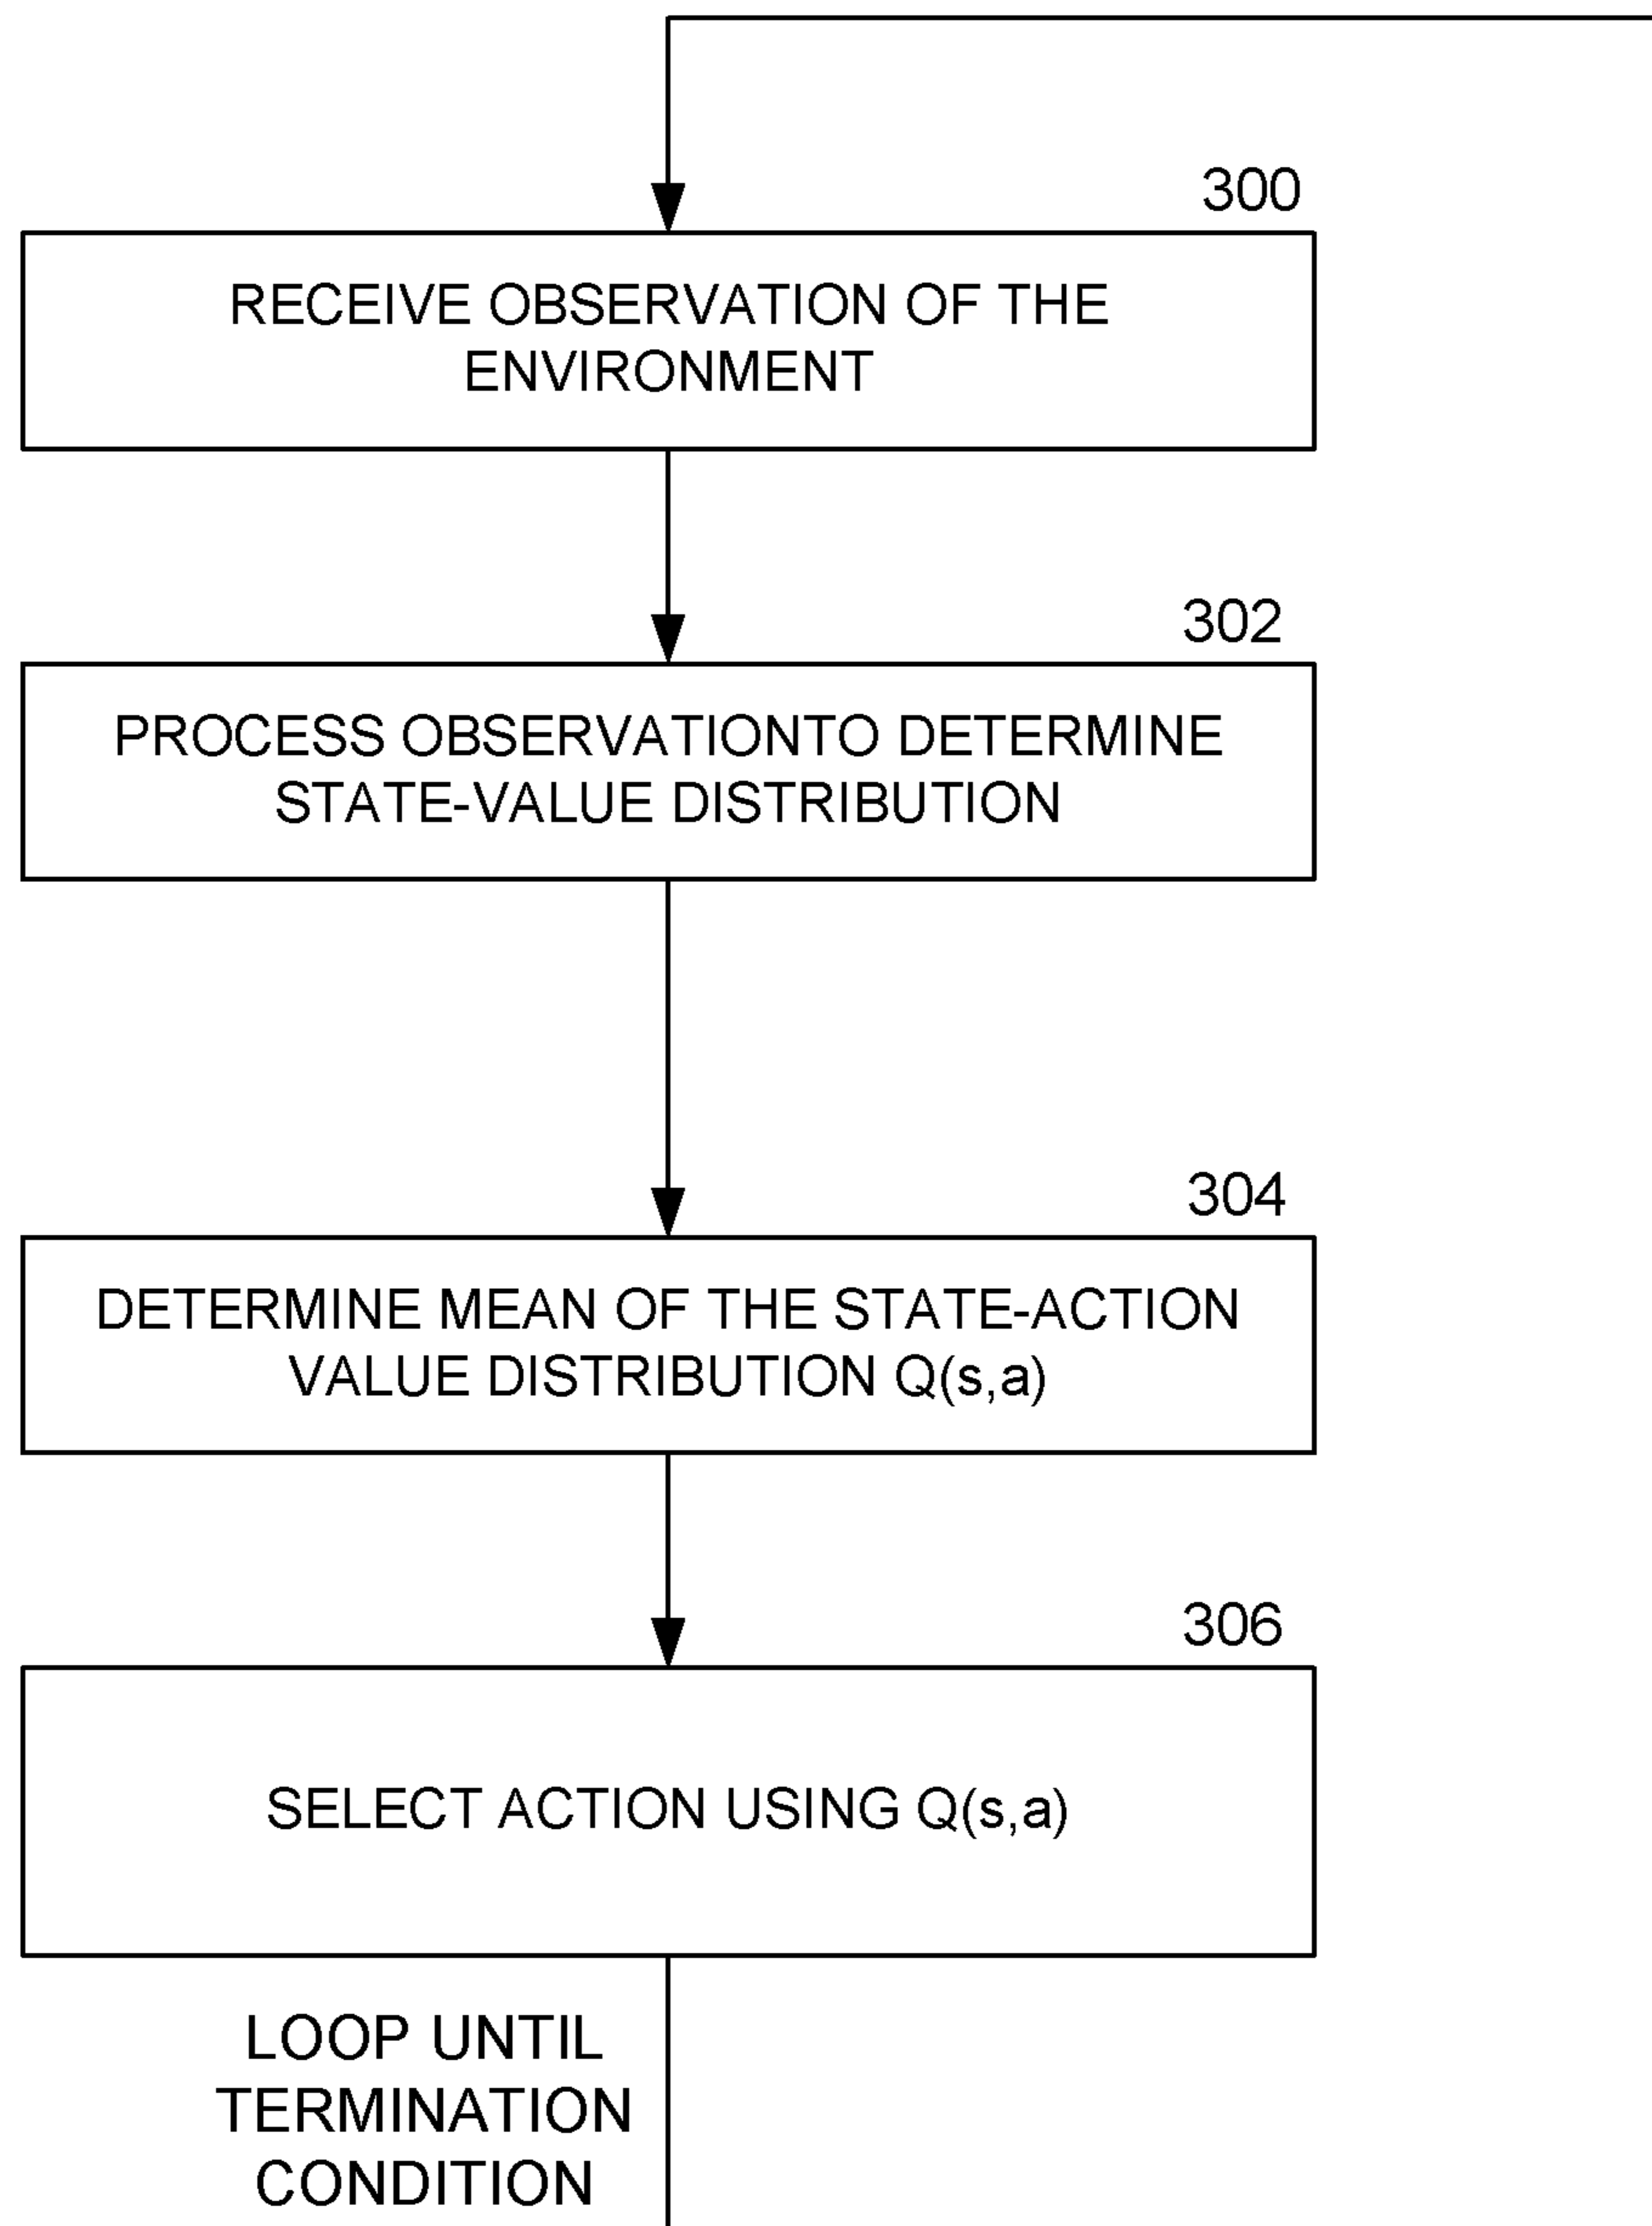 300
RECEIVE OBSERVATION OF THE
ENVIRONMENT
302
PROCESS OBSERVATIONTO DETERMINE
STATE-VALUE DISTRIBUTION
304
DETERMINE MEAN OF THE STATE-ACTION
VALUE DISTRIBUTION Q(s,a)
306
SELECT ACTION USING Q(s,a)
LOOP UNTIL
TERMINATION
CONDITION